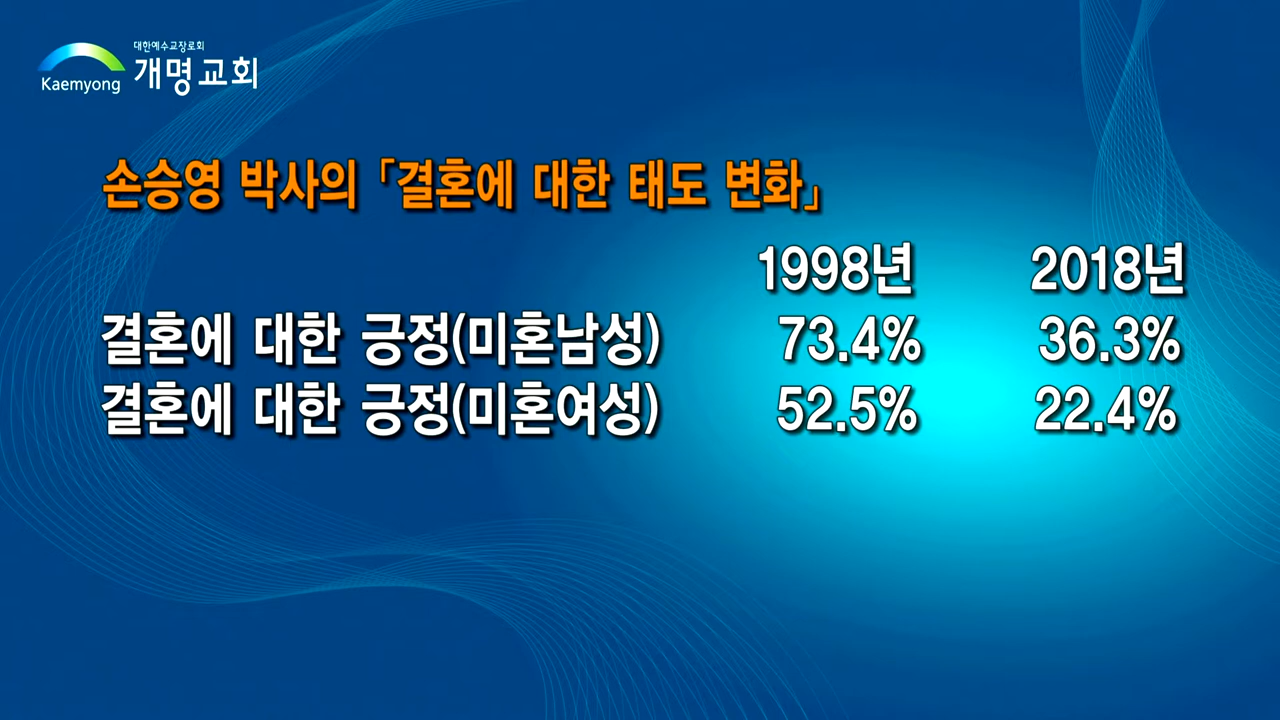 대한예수교장로회
개명교회
Kaemyong
손승영 박사의 「결혼에 대한 태도 변화」
1998년 2018년
결혼에 대한 긍정(미혼남성) 73.4% 36.3%
결혼에 대한 긍정(미혼여성) 52.5% 22.4%